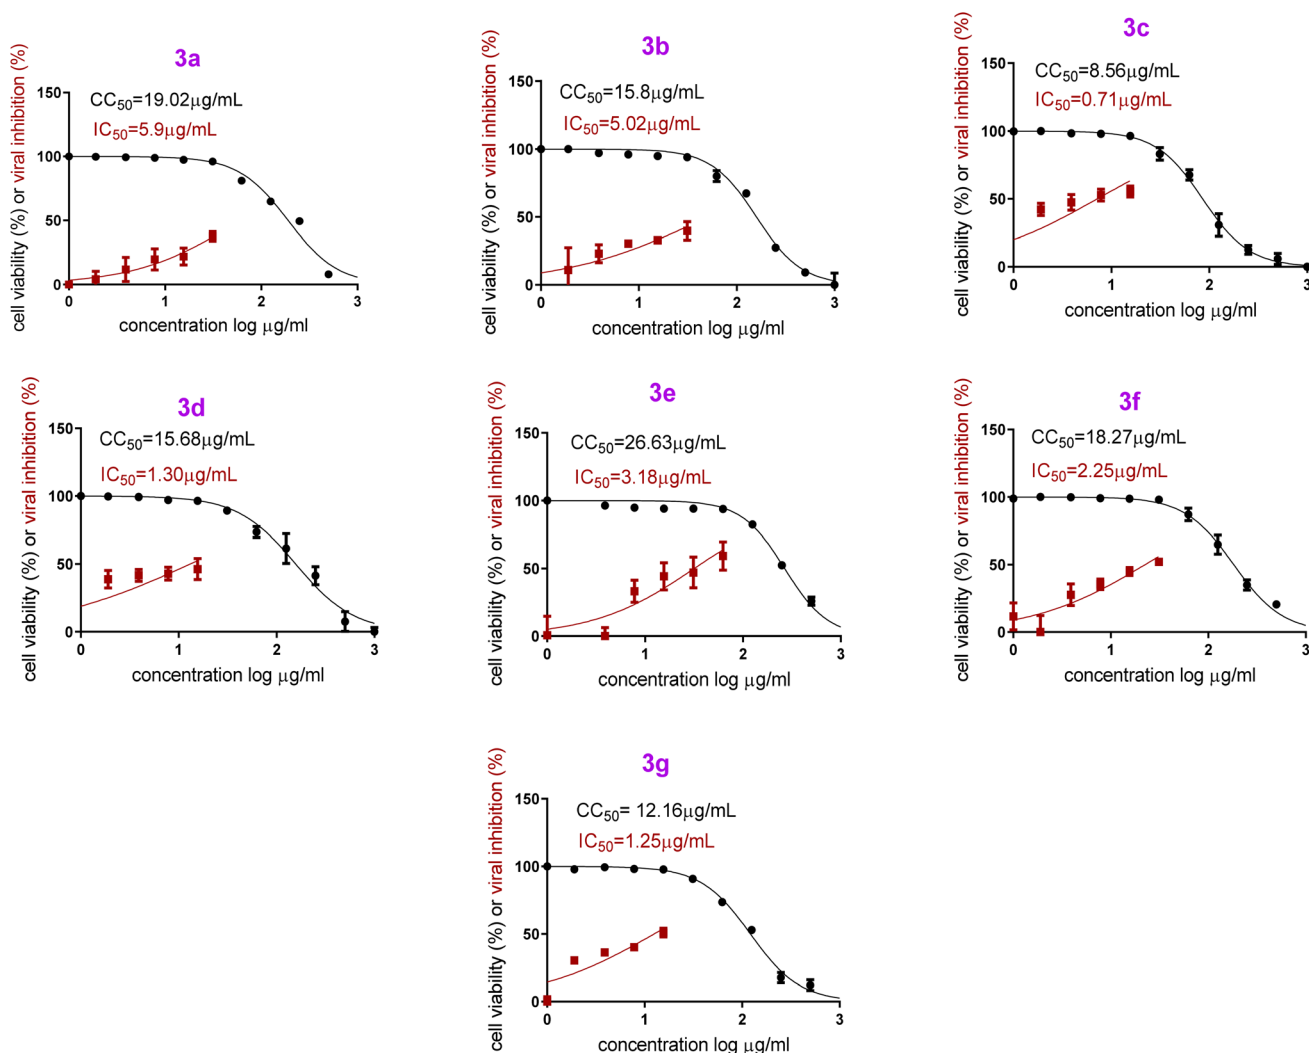 3a
cell viability (%) or viral inhibition (%)
CC50=19.02μg/mL
IC50=5.9μg/mL
150
100
50
0
0 1 2 3
concentration log μg/ml
3b
cell viability (%) or viral inhibition (%)
CC50=15.8μg/mL
IC50=5.02μg/mL
150
100
50
0
0 1 2 3
concentration log μg/ml
3c
cell viability (%) or viral inhibition (%)
CC50=8.56μg/mL
IC50=0.71μg/mL
150
100
50
0
0 1 2 3
concentration log μg/ml
3d
cell viability (%) or viral inhibition (%)
CC50=15.68μg/mL
IC50=1.30μg/mL
150
100
50
0
0 1 2 3
concentration log μg/ml
3e
cell viability (%) or viral inhibition (%)
CC50=26.63μg/mL
IC50=3.18μg/mL
150
100
50
0
0 1 2 3
concentration log μg/ml
3f
cell viability (%) or viral inhibition (%)
CC50=18.27μg/mL
IC50=2.25μg/mL
150
100
50
0
0 1 2 3
concentration log μg/ml
3g
cell viability (%) or viral inhibition (%)
CC50= 12.16μg/mL
IC50=1.25μg/mL
150
100
50
0
0 1 2 3
concentration log μg/ml